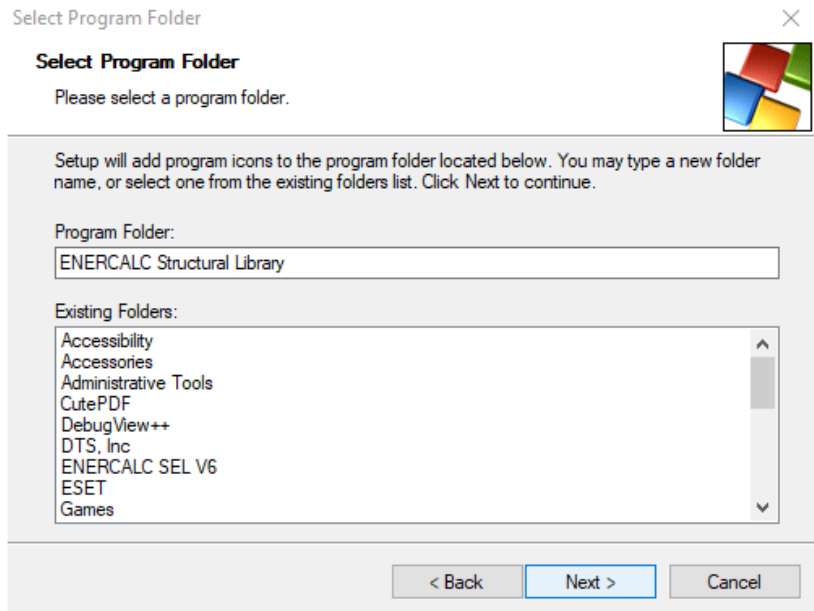 Select Program Folder
Select Program Folder
Please select a program folder.
Setup will add program icons to the program folder located below. You may type a new folder
name, or select one from the existing folders list. Click Next to continue.
Program Folder:
ENERCALC Structural Library
Existing Folders:
Accessibility
Accessories
Administrative Tools
CutePDF
DebugView++
DTS, Inc
ENERCALC SEL V6
ESET
Games
< Back
Next >
Cancel